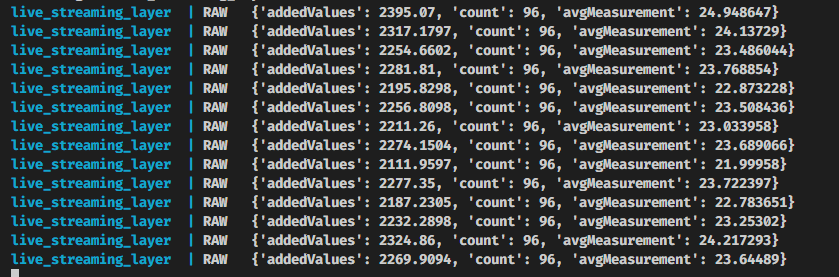 live_streaming_layer | RAW {'addedValues': 2395.07, 'count': 96, 'avgMeasurement': 24.948647}
live_streaming_layer | RAW {'addedValues': 2317.1797, 'count': 96, 'avgMeasurement': 24.13729}
live_streaming_layer | RAW {'addedValues': 2254.6602, 'count': 96, 'avgMeasurement': 23.486044}
live_streaming_layer | RAW {'addedValues': 2281.81, 'count': 96, 'avgMeasurement': 23.768854}
live_streaming_layer | RAW {'addedValues': 2195.8298, 'count': 96, 'avgMeasurement': 22.873228}
live_streaming_layer | RAW {'addedValues': 2256.8098, 'count': 96, 'avgMeasurement': 23.508436}
live_streaming_layer | RAW {'addedValues': 2211.26, 'count': 96, 'avgMeasurement': 23.033958}
live_streaming_layer | RAW {'addedValues': 2274.1504, 'count': 96, 'avgMeasurement': 23.689066}
live_streaming_layer | RAW {'addedValues': 2111.9597, 'count': 96, 'avgMeasurement': 21.99958}
live_streaming_layer | RAW {'addedValues': 2277.35, 'count': 96, 'avgMeasurement': 23.722397}
live_streaming_layer | RAW {'addedValues': 2187.2305, 'count': 96, 'avgMeasurement': 22.783651}
live_streaming_layer | RAW {'addedValues': 2232.2898, 'count': 96, 'avgMeasurement': 23.25302}
live_streaming_layer | RAW {'addedValues': 2324.86, 'count': 96, 'avgMeasurement': 24.217293}
live_streaming_layer | RAW {'addedValues': 2269.9094, 'count': 96, 'avgMeasurement': 23.64489}